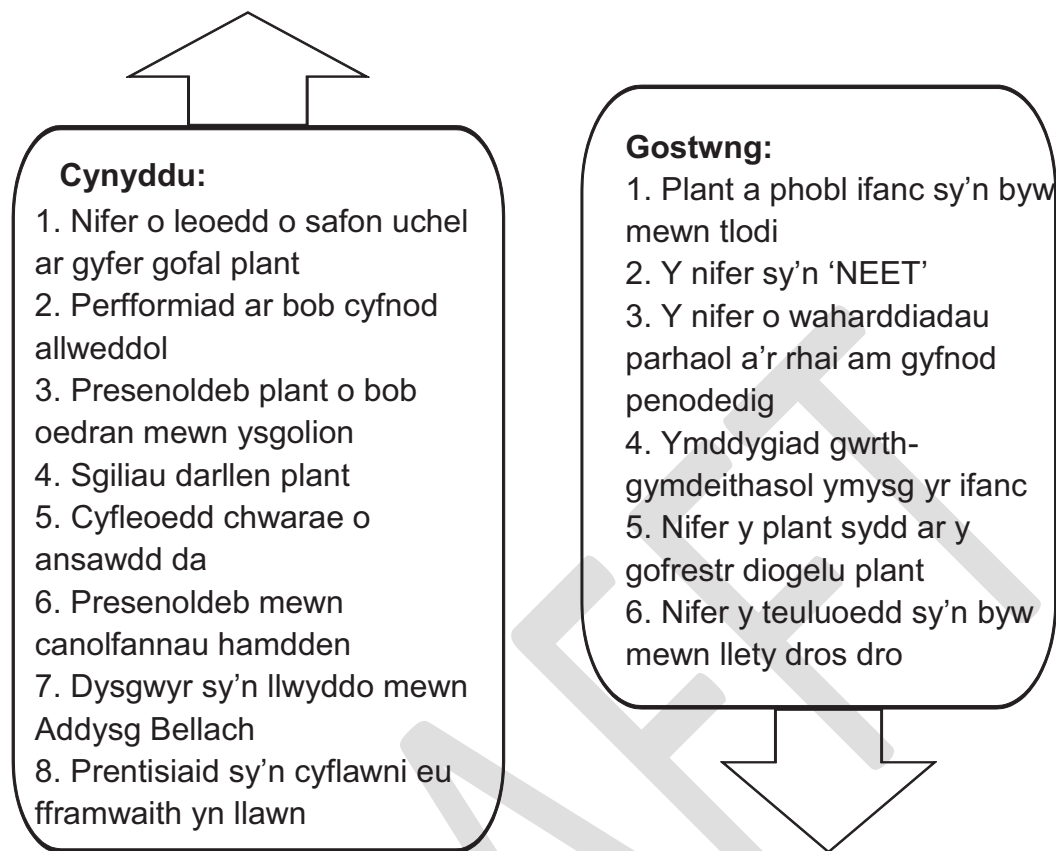 Cynyddu:
1. Nifer o leoedd o safon uchel
ar gyfer gofal plant
2. Perfformiad ar bob cyfnod
allweddol
3. Presenoldeb plant o bob
oedran mewn ysgolion
4. Sgiliau darllen plant
5. Cyfleoedd chwarae o
ansawdd da
6. Presenoldeb mewn
canolfannau hamdden
7. Dysgwyr sy’n llwyddo mewn
Addysg Bellach
8. Prentisiaid sy’n cyflawni eu
fframwaith yn llawn
Gostwng:
1. Plant a phobl ifanc sy’n byw
mewn tlodi
2. Y nifer sy’n ‘NEET’
3. Y nifer o waharddiadau
parhaol a’r rhai am gyfnod
penodedig
4. Ymddygiad gwrth-
gymdeithasol ymysg yr ifanc
5. Nifer y plant sydd ar y
gofrestr diogelu plant
6. Nifer y teuluoedd sy’n byw
mewn llety dros dro